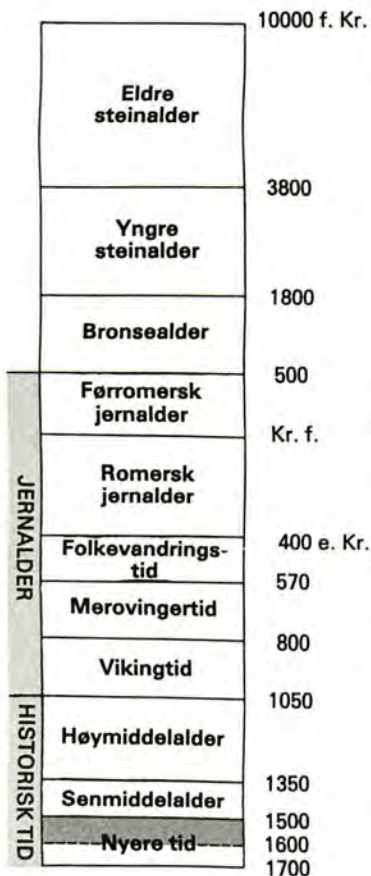 10000 f. Kr.
Eldre
steinalder
3800
Yngre
steinalder
1800
Bronsealder
500
Førromersk
jernalder
Kr. f.
Romersk
jernalder
400 e. Kr.
Folkevandrings-
tid
570
Merovingertid
800
Vikingtid
1050
Høymiddelalder
1350
Senmiddelalder
1500
Nyere tid
1600
1700
JERNALDER
HISTORISK TID